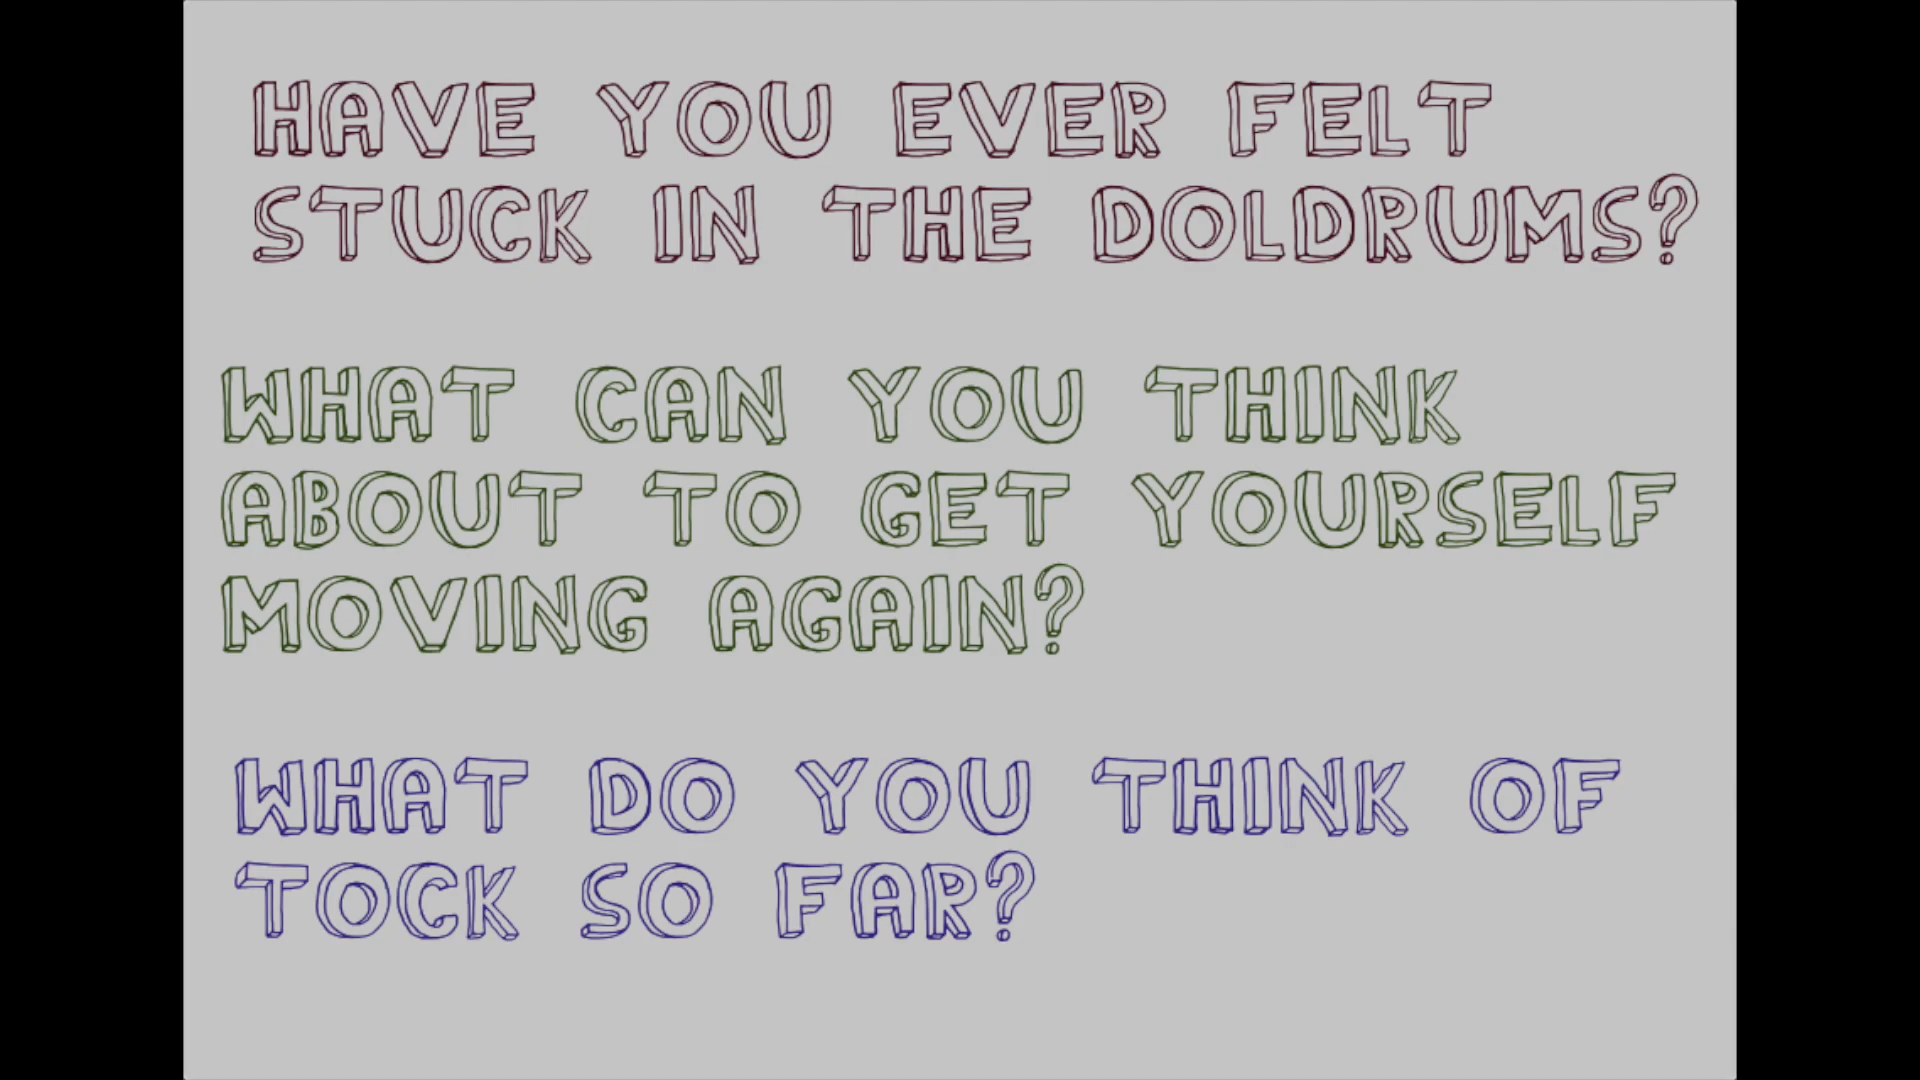 HAVE YOU EVER FELT
STUCK IN THE DOLDRUMS?
WHAT CAN YOU THINK
ABOUT TO GET YOURSELF
MOVING AGAIN?
WHAT DO YOU THINK OF
TOCK SO FAR?